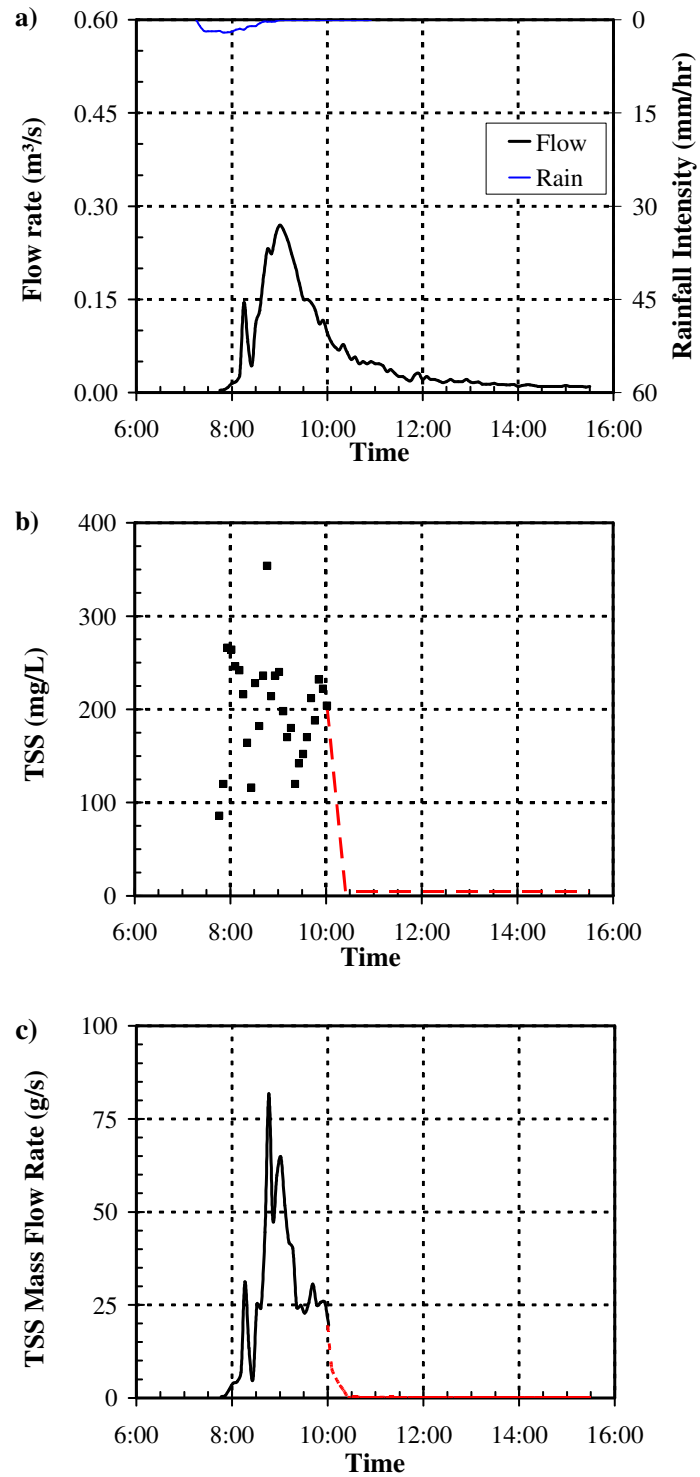 a)
0.60
0.45
0.30
0.15
0.00
Flow rate (m³/s)
0
15
30
45
60
Rainfall Intensity (mm/hr)
Flow
Rain
6:00 8:00 10:00 12:00 14:00 16:00
Time
b)
400
300
200
100
0
TSS (mg/L)
6:00 8:00 10:00 12:00 14:00 16:00
Time
c)
100
75
50
25
0
TSS Mass Flow Rate (g/s)
6:00 8:00 10:00 12:00 14:00 16:00
Time